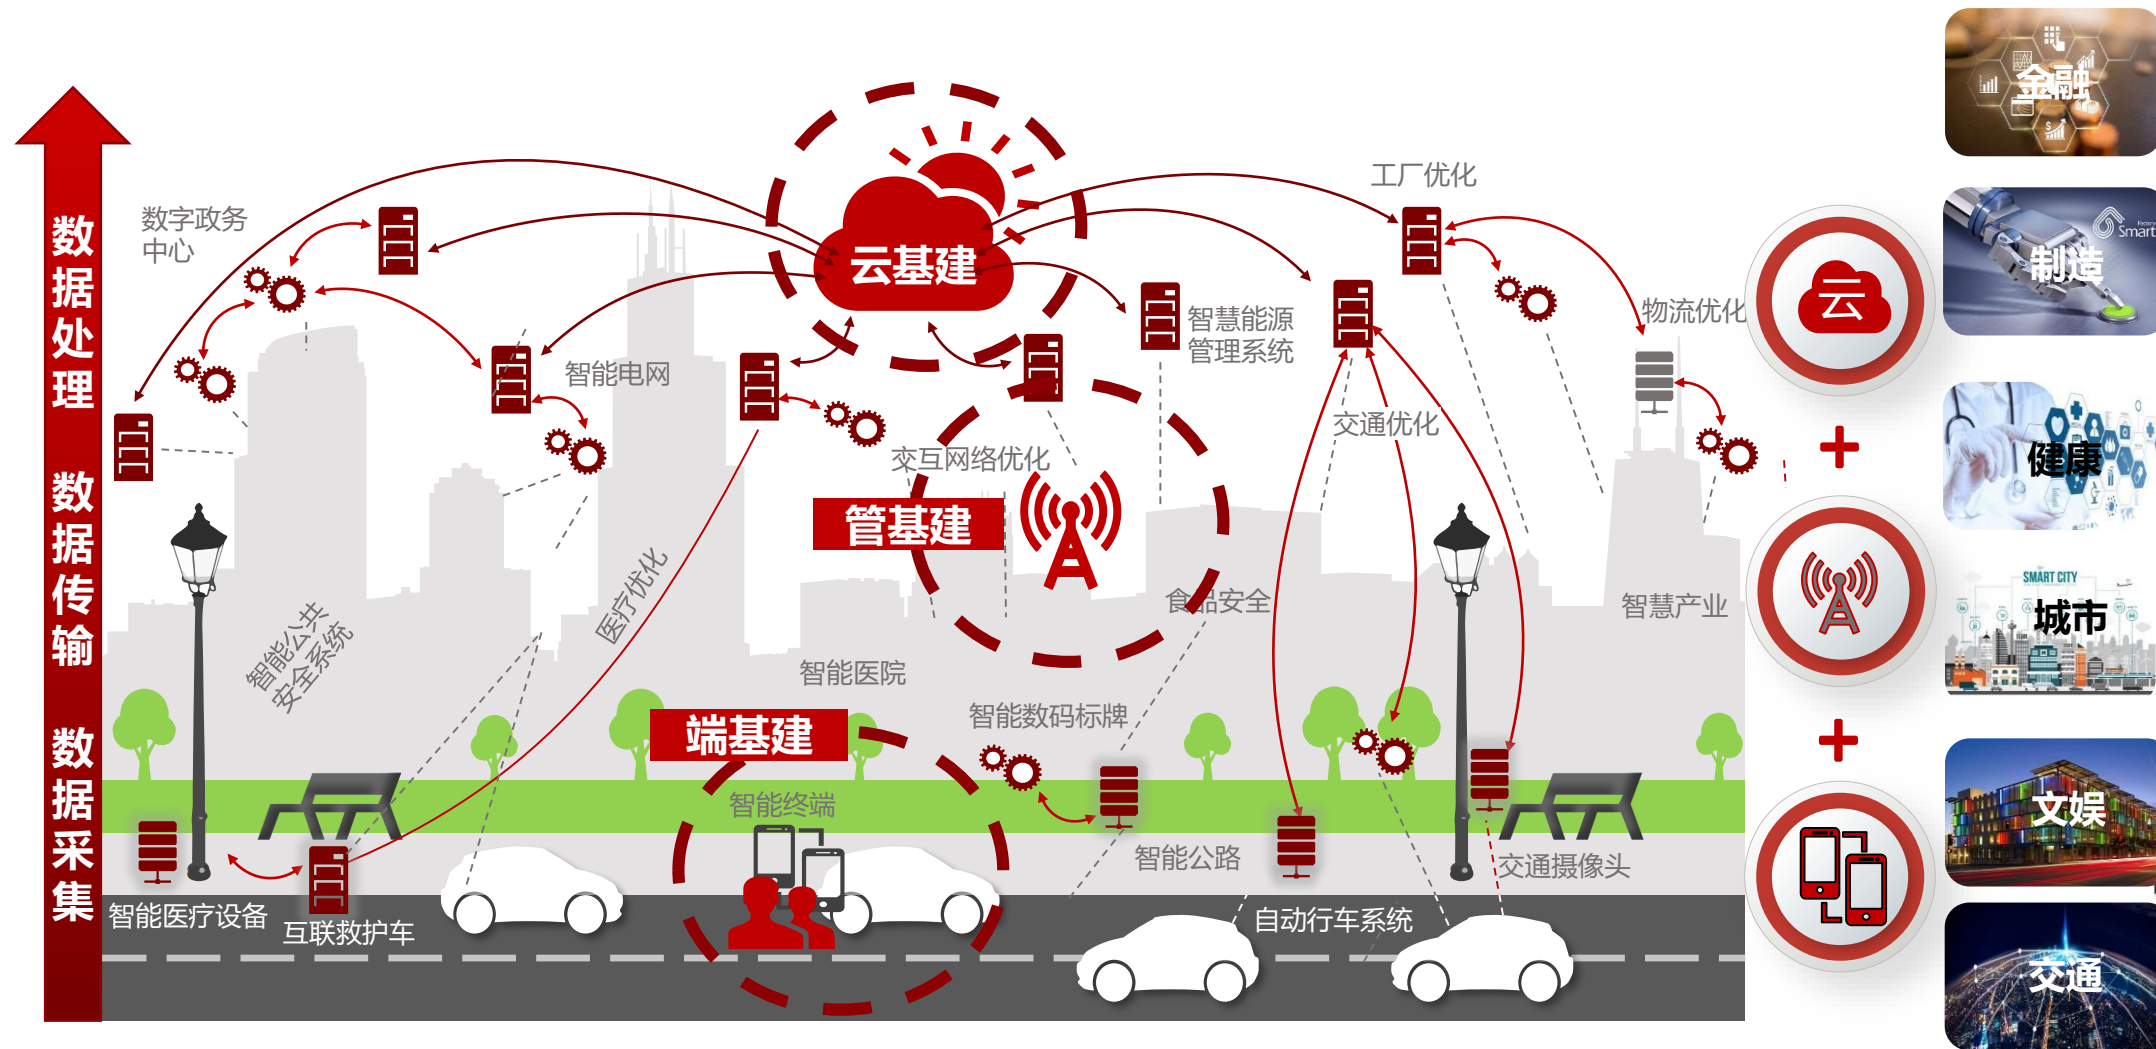 数据处理
数据传输
数据采集
数字政务
中心
智能电网
云基建
工厂优化
智慧能源
管理系统
物流优化
交通优化
交互网络优化
管基建
医疗优化
智能公共
安全系统
食品安全
智慧产业
智能医院
智能数码标牌
端基建
智能终端
智能公路
交通摄像头
智能医疗设备
互联救护车
自动行车系统
云
+
+
金融
Factory
Smart
制造
健康
SMART CITY
城市
文娱
交通